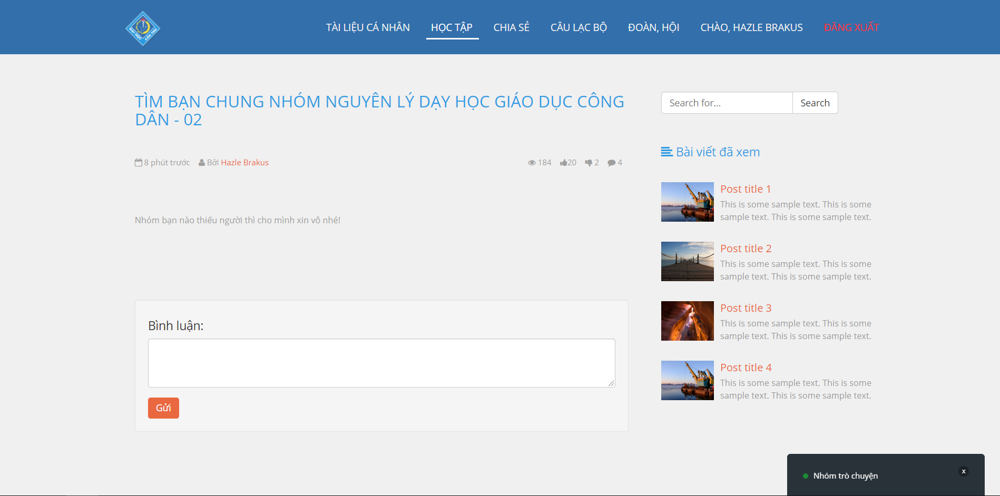 ĐẠI HỌC CẦN THƠ
TÀI LIỆU CÁ NHÂN
HỌC TẬP
CHIA SẺ
CÂU LẠC BỘ
ĐOÀN, HỘI
CHÀO, HAZLE BRAKUS
ĐĂNG XUẤT
TÌM BẠN CHUNG NHÓM NGUYÊN LÝ DẠY HỌC GIÁO DỤC CÔNG
DÂN - 02
8 phút trước Bởi Hazle Brakus
184 20 2 4
Nhóm bạn nào thiếu người thì cho mình xin vô nhé!
Bình luận:
Gửi
Search for...
Search
Bài viết đã xem
Post title 1
This is some sample text. This is some
sample text. This is some sample text.
Post title 2
This is some sample text. This is some
sample text. This is some sample text.
Post title 3
This is some sample text. This is some
sample text. This is some sample text.
Post title 4
This is some sample text. This is some
sample text. This is some sample text.
Nhóm trò chuyện
x